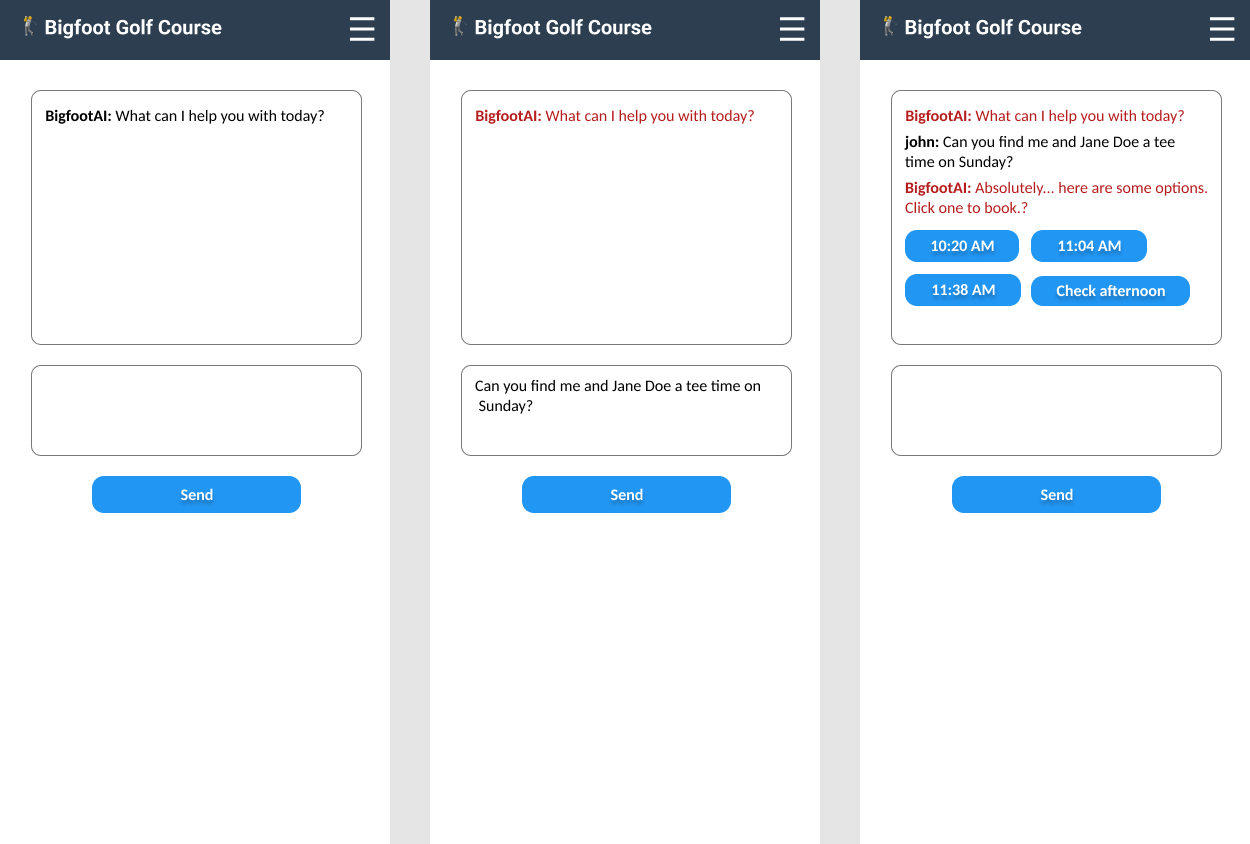 Bigfoot Golf Course
BigfootAI: What can I help you with today?
Send
Bigfoot Golf Course
BigfootAI: What can I help you with today?
Can you find me and Jane Doe a tee time on
Sunday?
Send
Bigfoot Golf Course
BigfootAI: What can I help you with today?
john: Can you find me and Jane Doe a tee
time on Sunday?
BigfootAI: Absolutely... here are some options.
Click one to book.?
10:20 AM
11:04 AM
11:38 AM
Check afternoon
Send